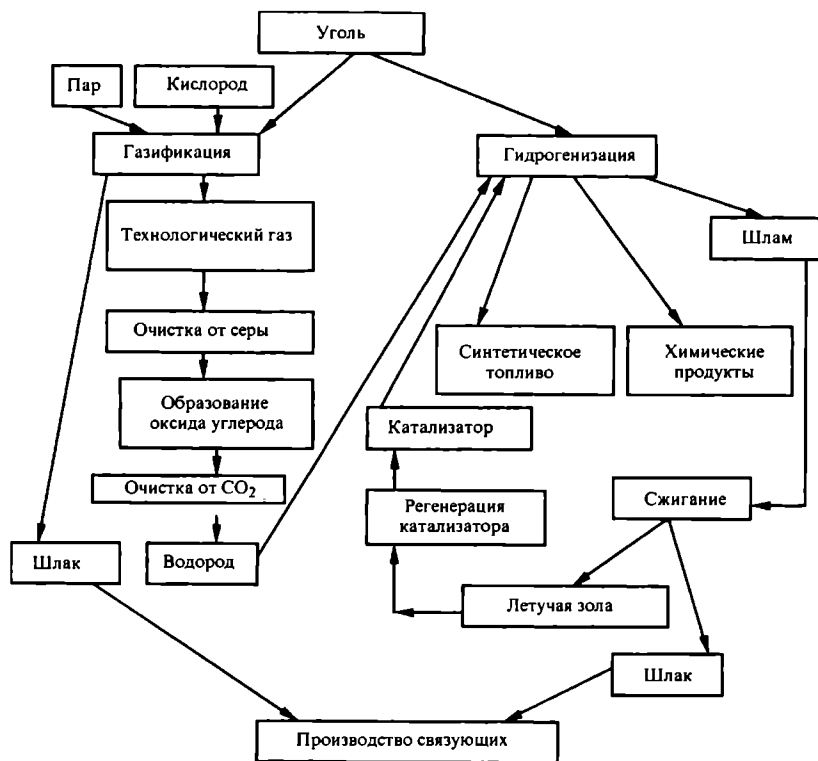 Уголь
Пар
Кислород
Газификация
Гидрогенизация
Технологический газ
Шлам
Очистка от серы
Синтетическое
топливо
Химические
продукты
Образование
оксида углерода
Катализатор
Очистка от CO2
Регенерация
катализатора
Сжигание
Шлак
Водород
Летучая зола
Шлак
Производство связующих